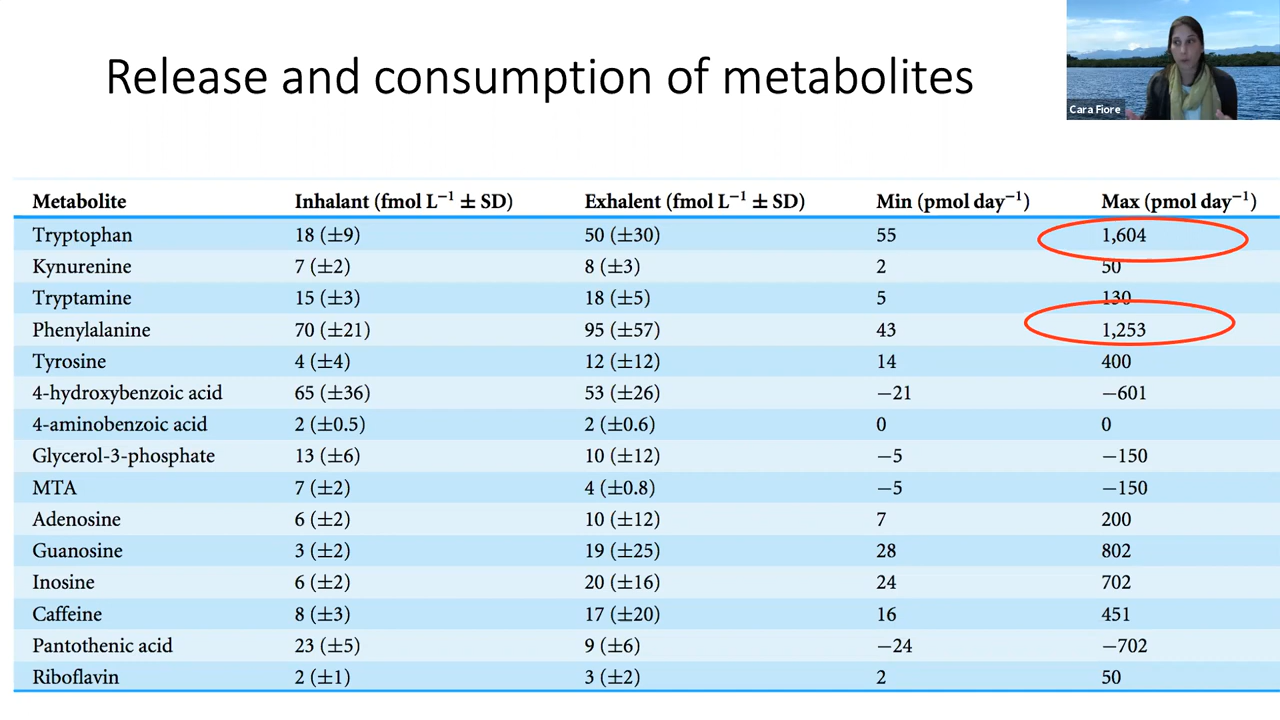 Release and consumption of metabolites
Cara Fiore
Metabolite Inhalant (fmol L⁻¹ ± SD) Exhalent (fmol L⁻¹ ± SD) Min (pmol day⁻¹) Max (pmol day⁻¹)
Tryptophan 18 (±9) 50 (±30) 55 1,604
Kynurenine 7 (±2) 8 (±3) 2 50
Tryptamine 15 (±3) 18 (±5) 5 130
Phenylalanine 70 (±21) 95 (±57) 43 1,253
Tyrosine 4 (±4) 12 (±12) 14 400
4-hydroxybenzoic acid 65 (±36) 53 (±26) −21 −601
4-aminobenzoic acid 2 (±0.5) 2 (±0.6) 0 0
Glycerol-3-phosphate 13 (±6) 10 (±12) −5 −150
MTA 7 (±2) 4 (±0.8) −5 −150
Adenosine 6 (±2) 10 (±12) 7 200
Guanosine 3 (±2) 19 (±25) 28 802
Inosine 6 (±2) 20 (±16) 24 702
Caffeine 8 (±3) 17 (±20) 16 451
Pantothenic acid 23 (±5) 9 (±6) −24 −702
Riboflavin 2 (±1) 3 (±2) 2 50